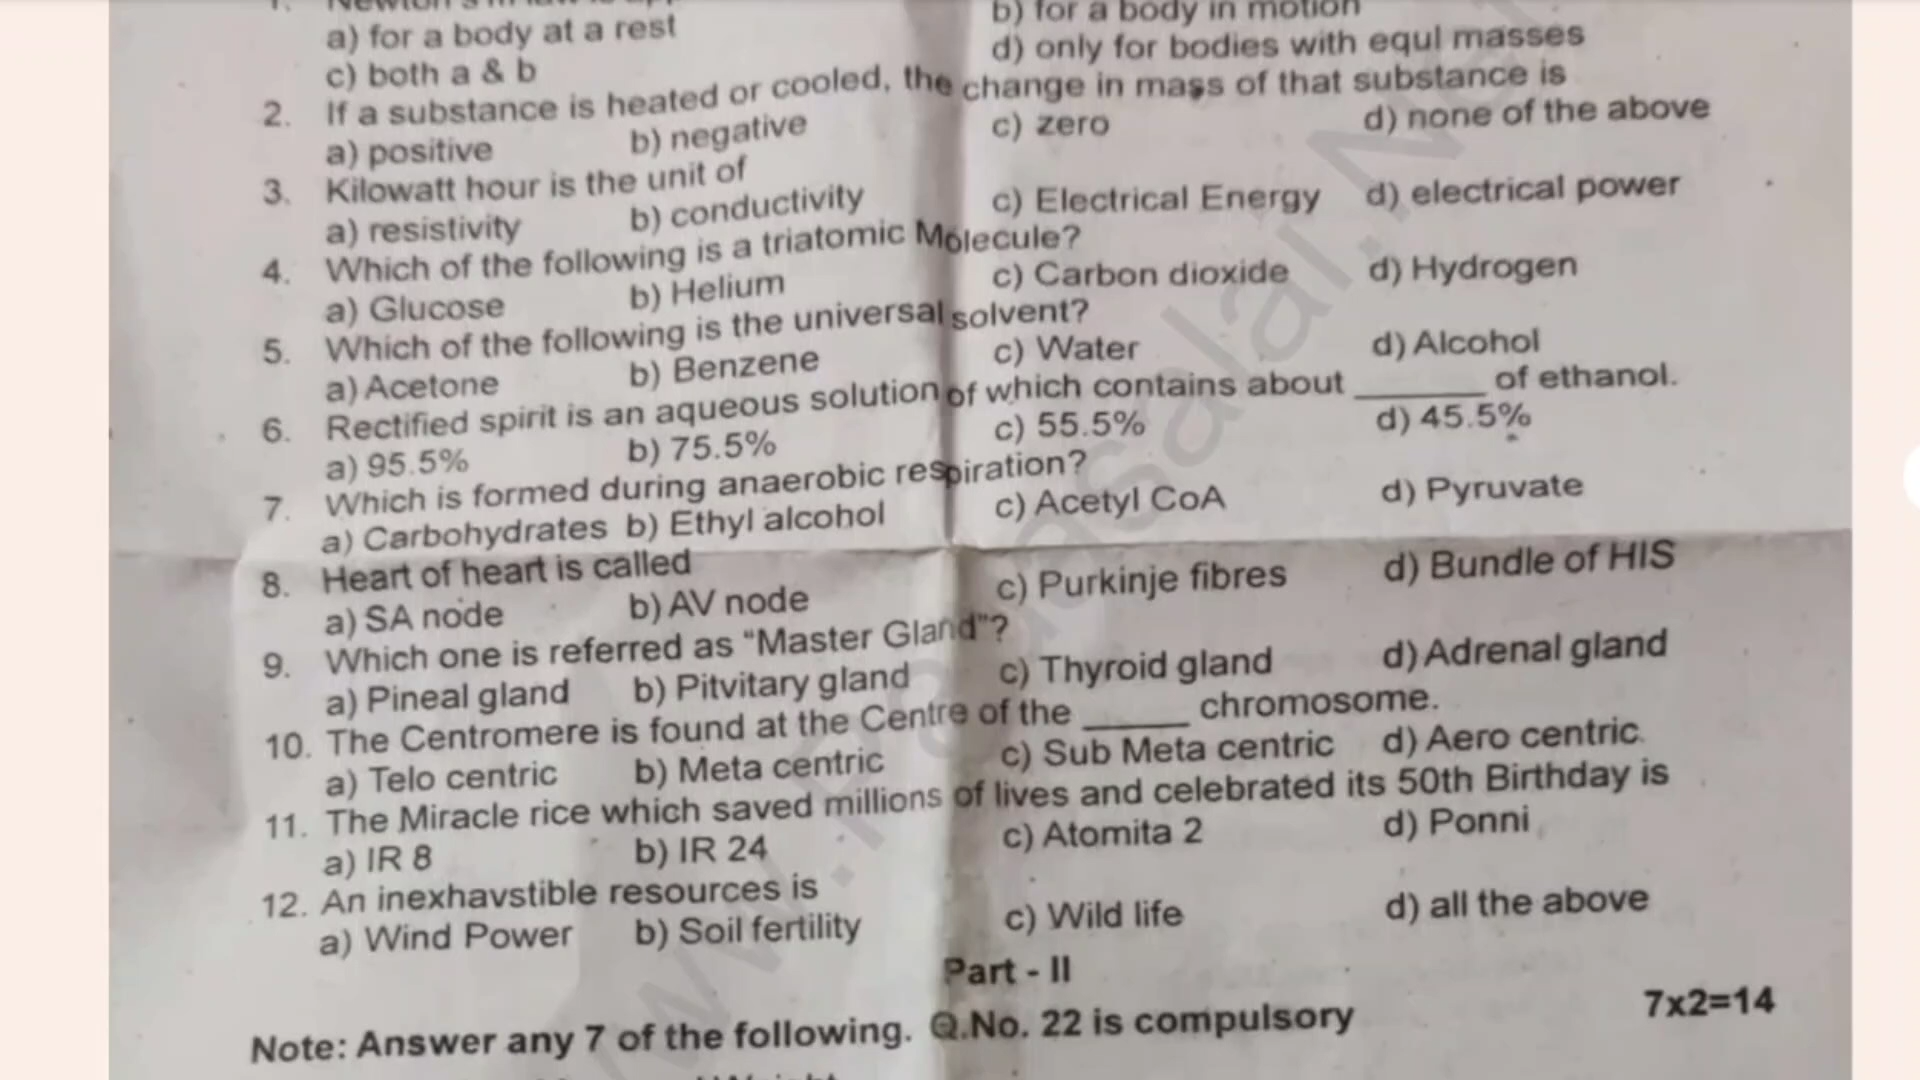 a) for a body at a rest b) for a body in motion
c) both a & b d) only for bodies with equl masses
2. If a substance is heated or cooled, the change in mass of that substance is
a) positive b) negative c) zero d) none of the above
3. Kilowatt hour is the unit of
a) resistivity b) conductivity c) Electrical Energy d) electrical power
4. Which of the following is a triatomic Molecule?
a) Glucose b) Helium c) Carbon dioxide d) Hydrogen
5. Which of the following is the universal solvent?
a) Acetone b) Benzene c) Water d) Alcohol
6. Rectified spirit is an aqueous solution of which contains about ______ of ethanol.
a) 95.5% b) 75.5% c) 55.5% d) 45.5%
7. Which is formed during anaerobic respiration?
a) Carbohydrates b) Ethyl alcohol c) Acetyl CoA d) Pyruvate
8. Heart of heart is called
a) SA node b) AV node c) Purkinje fibres d) Bundle of HIS
9. Which one is referred as "Master Gland"?
a) Pineal gland b) Pitvitary gland c) Thyroid gland d) Adrenal gland
10. The Centromere is found at the Centre of the _____ chromosome.
a) Telo centric b) Meta centric c) Sub Meta centric d) Aero centric
11. The Miracle rice which saved millions of lives and celebrated its 50th Birthday is
a) IR 8 b) IR 24 c) Atomita 2 d) Ponni
12. An inexhavstible resources is
a) Wind Power b) Soil fertility c) Wild life d) all the above
Part - II
Note: Answer any 7 of the following. Q.No. 22 is compulsory 7x2=14